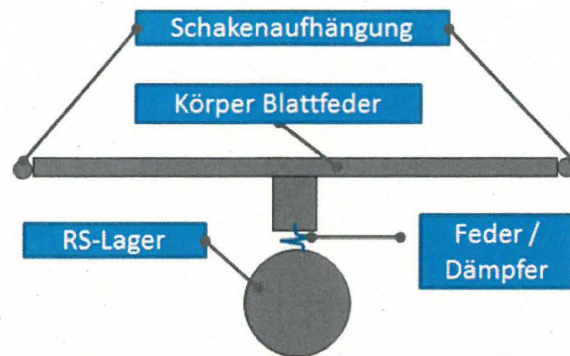 Schakenaufhängung
Körper Blattfeder
RS-Lager
Feder /
Dämpfer